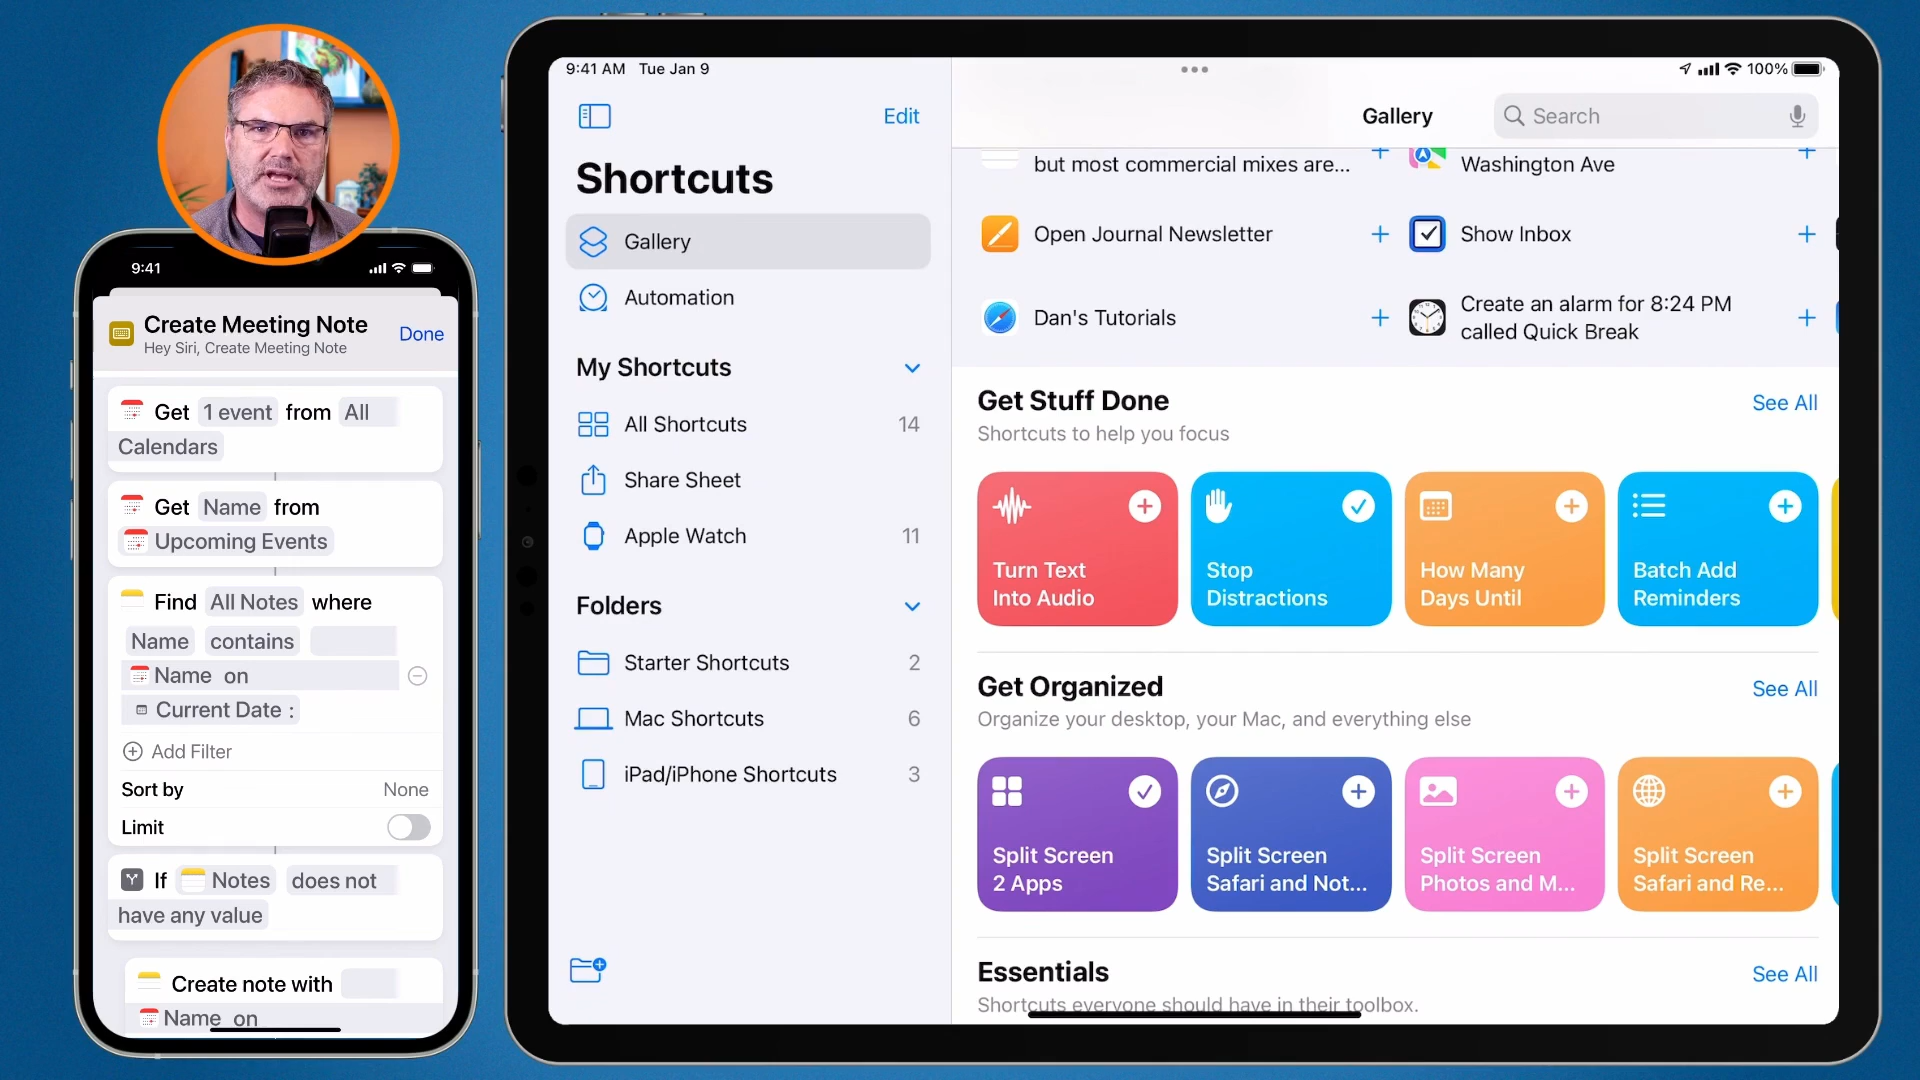 9:41
Create Meeting Note
Hey Siri, Create Meeting Note
Done
Get 1 event from All
Calendars
Get Name from
Upcoming Events
Find All Notes where
Name contains
Name on
Current Date :
Add Filter
Sort by None
Limit
If Notes does not
have any value
Create note with
Name on
9:41 AM Tue Jan 9
Edit
Shortcuts
Gallery
Automation
My Shortcuts
All Shortcuts 14
Share Sheet
Apple Watch 11
Folders
Starter Shortcuts 2
Mac Shortcuts 6
iPad/iPhone Shortcuts 3
100%
Gallery
Search
but most commercial mixes are...
Washington Ave
Open Journal Newsletter
Show Inbox
Dan's Tutorials
Create an alarm for 8:24 PM
called Quick Break
Get Stuff Done
See All
Shortcuts to help you focus
Turn Text
Into Audio
Stop
Distractions
How Many
Days Until
Batch Add
Reminders
Get Organized
See All
Organize your desktop, your Mac, and everything else
Split Screen
2 Apps
Split Screen
Safari and Not...
Split Screen
Photos and M...
Split Screen
Safari and Re...
Essentials
See All
Shortcuts everyone should have in their toolbox.